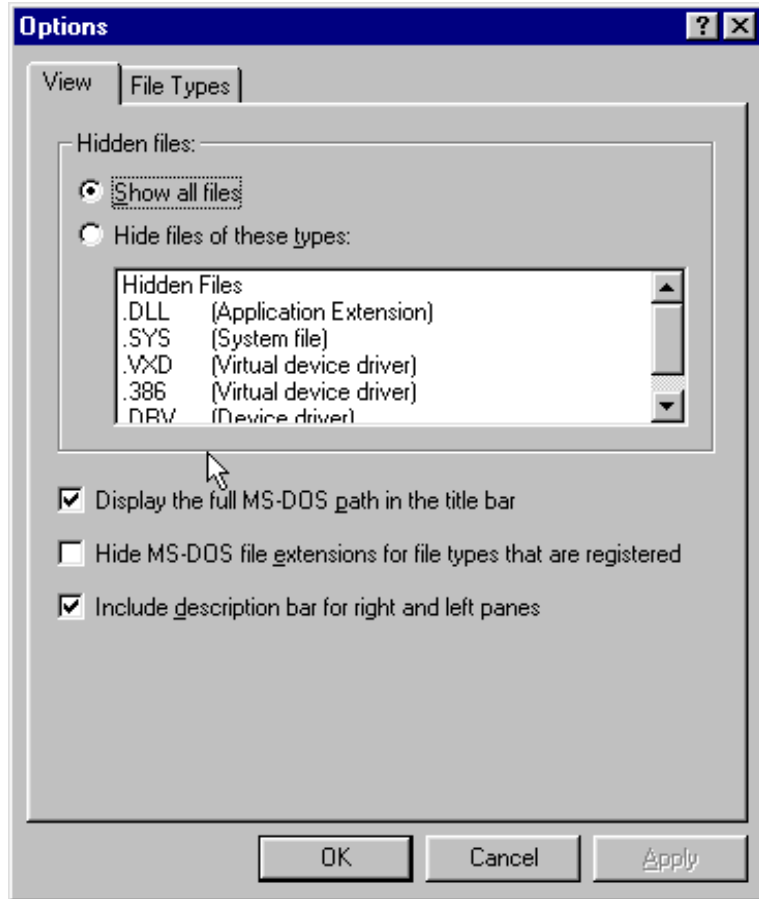 Options
View File Types
Hidden files:
Show all files
Hide files of these types:
Hidden Files
.DLL (Application Extension)
.SYS (System file)
.VXD (Virtual device driver)
.386 (Virtual device driver)
.DRV (Device driver)
Display the full MS-DOS path in the title bar
Hide MS-DOS file extensions for file types that are registered
Include description bar for right and left panes
OK Cancel Apply